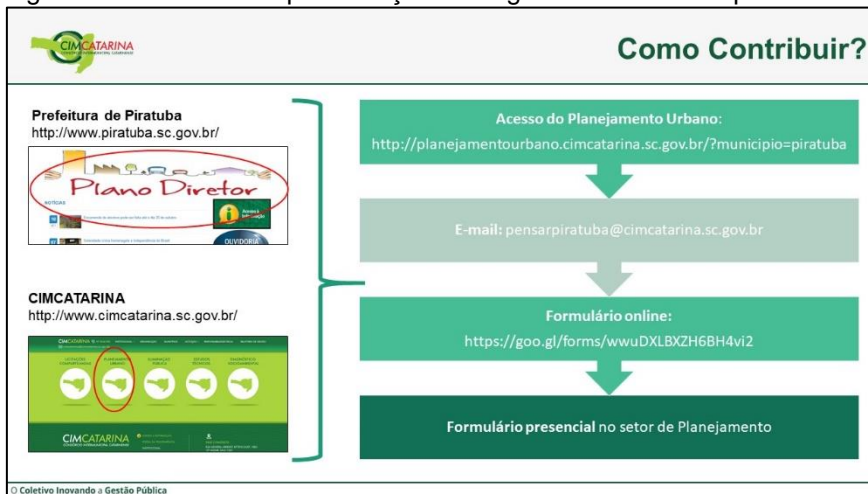 CIMCATARINA
Como Contribuir?
Prefeitura de Piratuba
http://www.piratuba.sc.gov.br/
Plano Diretor
NOTÍCIAS
OUVIDORIA
CIMCATARINA
http://www.cimcatarina.sc.gov.br/
CIMCATARINA
CIMCATARINA
Acesso do Planejamento Urbano:
http://planejamentourbano.cimcatarina.sc.gov.br/?municipio=piratuba
E-mail: pensarpiratuba@cimcatarina.sc.gov.br
Formulário online:
https://goo.gl/forms/wwuDXLBXZH6BH4vi2
Formulário presencial no setor de Planejamento
O Coletivo Inovando a Gestão Pública